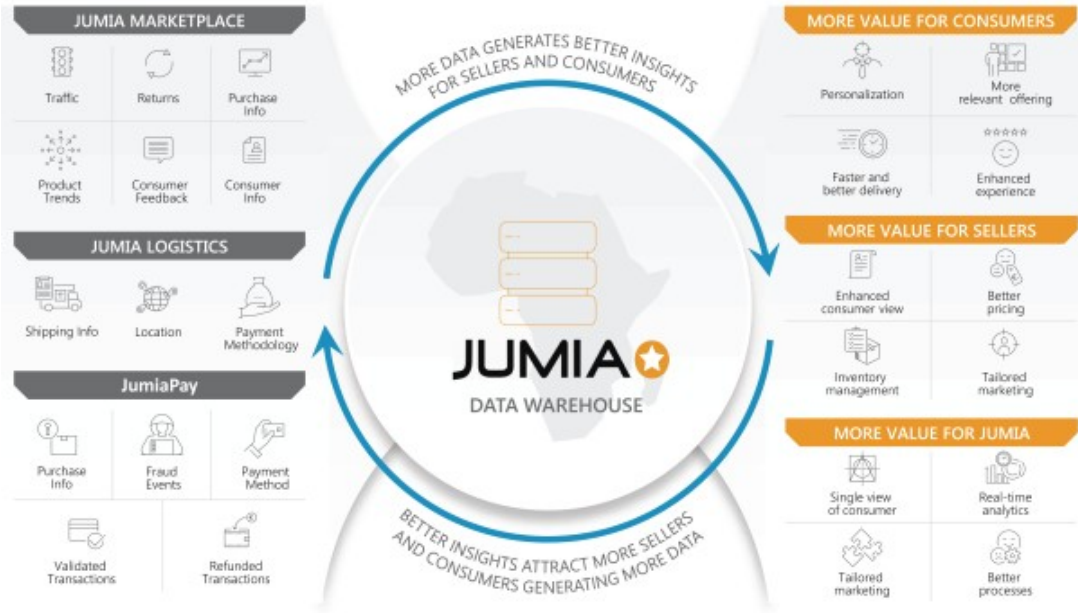 JUMIA MARKETPLACE
Traffic
Returns
Purchase
Info
Product
Trends
Consumer
Feedback
Consumer
Info
JUMIA LOGISTICS
Shipping Info
Location
Payment
Methodology
JumiaPay
Purchase
Info
Fraud
Events
Payment
Method
Validated
Transactions
Refunded
Transactions
MORE DATA GENERATES BETTER INSIGHTS
FOR SELLERS AND CONSUMERS
JUMIA
DATA WAREHOUSE
BETTER INSIGHTS ATTRACT MORE SELLERS
AND CONSUMERS GENERATING MORE DATA
MORE VALUE FOR CONSUMERS
Personalization
More
relevant offering
Faster and
better delivery
Enhanced
experience
MORE VALUE FOR SELLERS
Enhanced
consumer view
Better
pricing
Inventory
management
Tailored
marketing
MORE VALUE FOR JUMIA
Single view
of consumer
Real-time
analytics
Tailored
marketing
Better
processes